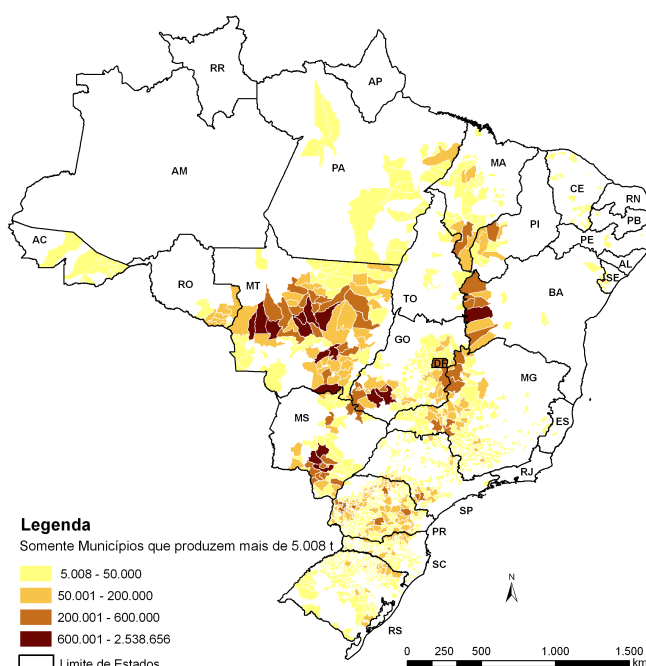 RR
AP
AM
PA
MA
CE
RN
PB
PI
PE
AL
SE
AC
RO
MT
TO
BA
GO
DF
MG
MS
ES
RJ
SP
PR
SC
RS
N
Legenda
Somente Municípios que produzem mais de 5.008 t
5.008 - 50.000
50.001 - 200.000
200.001 - 600.000
600.001 - 2.538.656
Limite de Estados
0 250 500 1.000 1.500
km